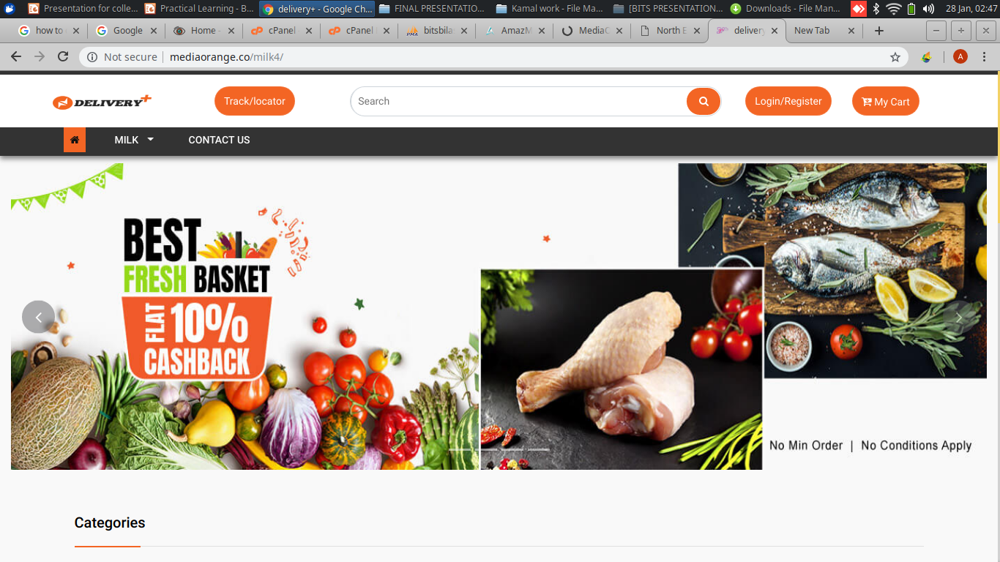 Presentation for colle...
Practical Learning - B...
delivery+ - Google Ch...
FINAL PRESENTATIO...
Kamal work - File Ma...
[BITS PRESENTATION...
Downloads - File Man...
28 Jan, 02:47
how to
Google
Home -
cPanel
cPanel
PMA
bitsbila
AmazM
MediaO
North E
delivery
New Tab
Not secure
mediaorange.co/milk4/
A
DELIVERY+
Track/locator
Search
Login/Register
My Cart
MILK
CONTACT US
BEST
FRESH BASKET
FLAT
10%
CASHBACK
No Min Order | No Conditions Apply
Categories